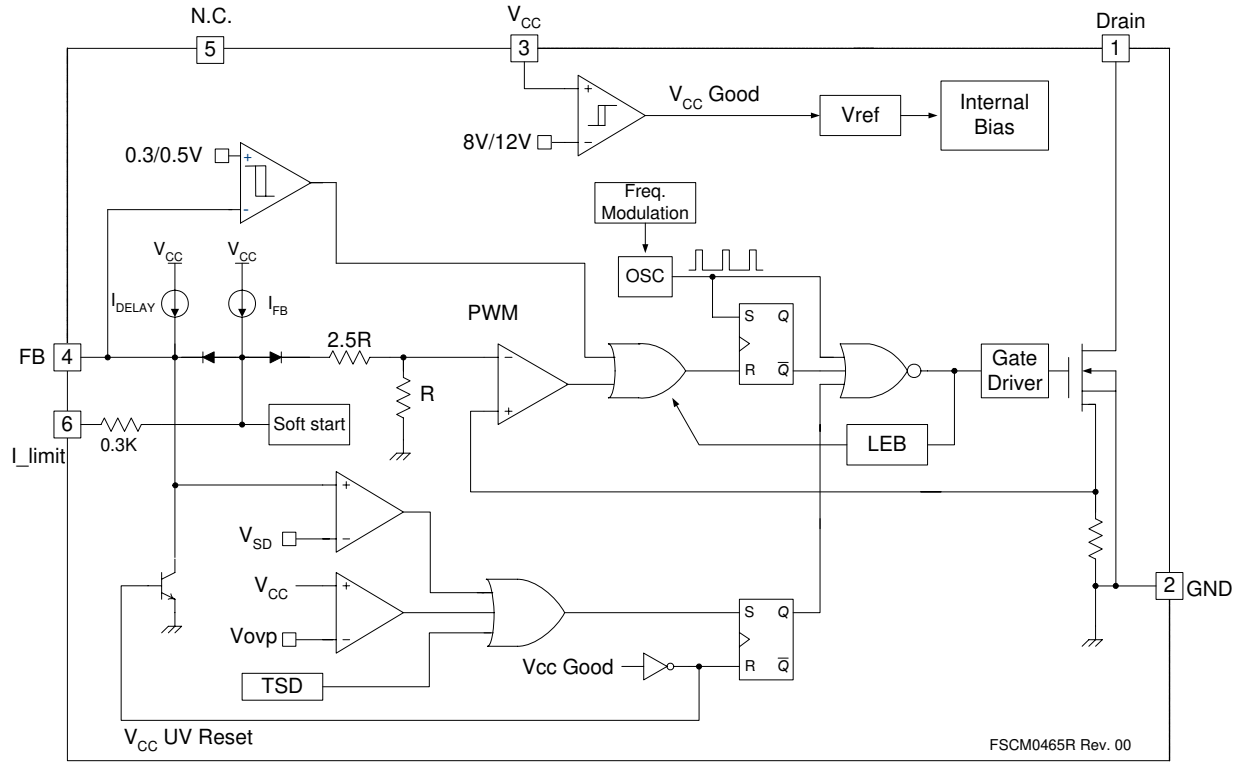 N.C.
5
VCC
3
Drain
1
+
−
8V/12V
VCC Good
Vref
Internal
Bias
0.3/0.5V
+
-
Freq.
Modulation
OSC
VCC
VCC
IDELAY
IFB
PWM
S Q
R Q̅
FB
4
2.5R
R
−
+
Gate
Driver
6
I_limit
0.3K
Soft start
LEB
VSD
+
−
VCC
Vovp
+
−
TSD
S Q
R Q̅
Vcc Good
2
GND
VCC UV Reset
FSCM0465R Rev. 00